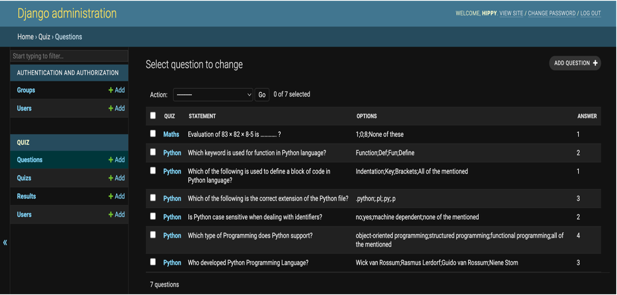 Django administration
WELCOME, HIPPY. VIEW SITE / CHANGE PASSWORD / LOG OUT
Home › Quiz › Questions
Start typing to filter...
AUTHENTICATION AND AUTHORIZATION
Groups + Add
Users + Add
QUIZ
Questions + Add
Quizs + Add
Results + Add
Users + Add
«
Select question to change
ADD QUESTION +
Action: --------- Go 0 of 7 selected
QUIZ STATEMENT OPTIONS ANSWER
Maths Evaluation of 83 × 82 × 8-5 is ........... ? 1;0;8;None of these 1
Python Which keyword is used for function in Python language? Function;Def;Fun;Define 2
Python Which of the following is used to define a block of code in Indentation;Key;Brackets;All of the mentioned 1
Python language?
Python Which of the following is the correct extension of the Python file? .python;.pl;.py;.p 3
Python Is Python case sensitive when dealing with identifiers? no;yes;machine dependent;none of the mentioned 2
Python Which type of Programming does Python support? object-oriented programming;structured programming;functional programming;all of 4
the mentioned
Python Who developed Python Programming Language? Wick van Rossum;Rasmus Lerdorf;Guido van Rossum;Niene Stom 3
7 questions